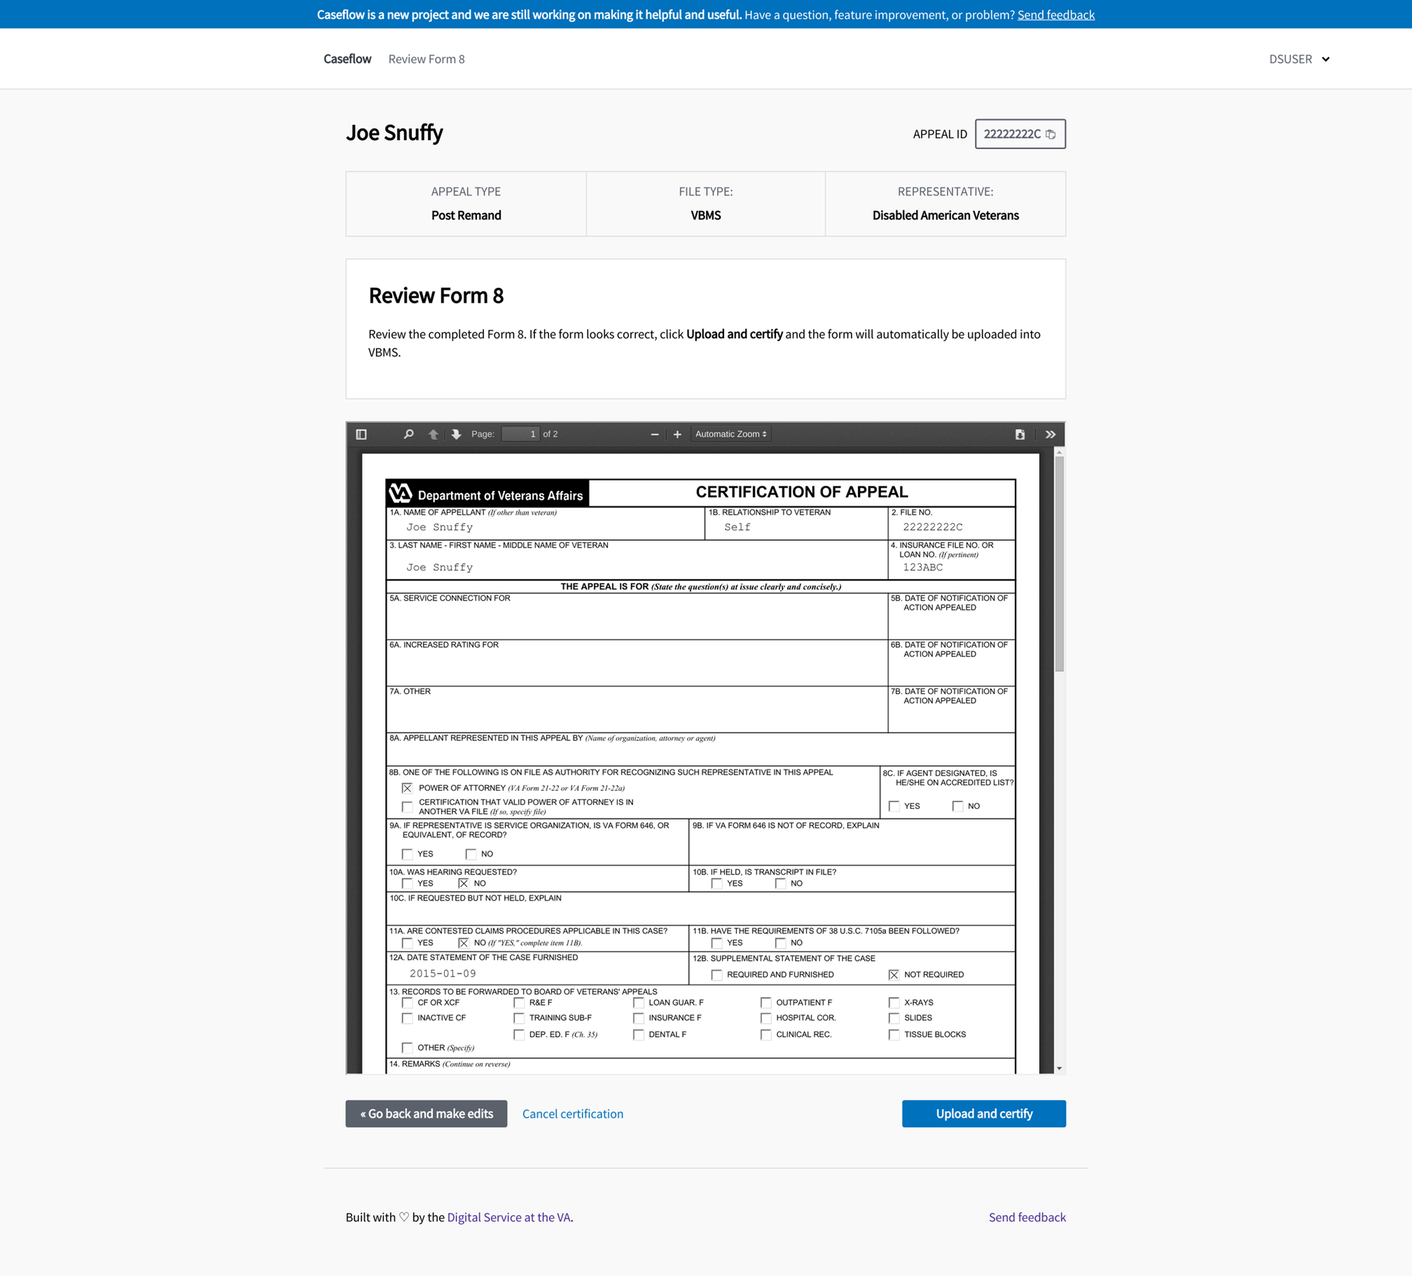 Caseflow is a new project and we are still working on making it helpful and useful. Have a question, feature improvement, or problem? Send feedback
Caseflow Review Form 8 DSUSER
Joe Snuffy APPEAL ID 22222222C
APPEAL TYPE FILE TYPE: REPRESENTATIVE:
Post Remand VBMS Disabled American Veterans
Review Form 8
Review the completed Form 8. If the form looks correct, click Upload and certify and the form will automatically be uploaded into
VBMS.
Page: 1 of 2 Automatic Zoom
VA Department of Veterans Affairs CERTIFICATION OF APPEAL
1A. NAME OF APPELLANT (If other than veteran) 1B. RELATIONSHIP TO VETERAN 2. FILE NO.
Joe Snuffy Self 22222222C
3. LAST NAME - FIRST NAME - MIDDLE NAME OF VETERAN 4. INSURANCE FILE NO. OR
LOAN NO. (If pertinent)
Joe Snuffy 123ABC
THE APPEAL IS FOR (State the question(s) at issue clearly and concisely.)
5A. SERVICE CONNECTION FOR 5B. DATE OF NOTIFICATION OF
ACTION APPEALED
6A. INCREASED RATING FOR 6B. DATE OF NOTIFICATION OF
ACTION APPEALED
7A. OTHER 7B. DATE OF NOTIFICATION OF
ACTION APPEALED
8A. APPELLANT REPRESENTED IN THIS APPEAL BY (Name of organization, attorney or agent)
8B. ONE OF THE FOLLOWING IS ON FILE AS AUTHORITY FOR RECOGNIZING SUCH REPRESENTATIVE IN THIS APPEAL 8C. IF AGENT DESIGNATED, IS
HE/SHE ON ACCREDITED LIST?
POWER OF ATTORNEY (VA Form 21-22 or VA Form 21-22a)
CERTIFICATION THAT VALID POWER OF ATTORNEY IS IN
ANOTHER VA FILE (If so, specify file) YES NO
9A. IF REPRESENTATIVE IS SERVICE ORGANIZATION, IS VA FORM 646, OR 9B. IF VA FORM 646 IS NOT OF RECORD, EXPLAIN
EQUIVALENT, OF RECORD?
YES NO
10A. WAS HEARING REQUESTED? 10B. IF HELD, IS TRANSCRIPT IN FILE?
YES NO YES NO
10C. IF REQUESTED BUT NOT HELD, EXPLAIN
11A. ARE CONTESTED CLAIMS PROCEDURES APPLICABLE IN THIS CASE? 11B. HAVE THE REQUIREMENTS OF 38 U.S.C. 7105a BEEN FOLLOWED?
YES NO (If "YES," complete item 11B). YES NO
12A. DATE STATEMENT OF THE CASE FURNISHED 12B. SUPPLEMENTAL STATEMENT OF THE CASE
2015-01-09 REQUIRED AND FURNISHED NOT REQUIRED
13. RECORDS TO BE FORWARDED TO BOARD OF VETERANS' APPEALS
CF OR XCF R&E F LOAN GUAR. F OUTPATIENT F X-RAYS
INACTIVE CF TRAINING SUB-F INSURANCE F HOSPITAL COR. SLIDES
DEP. ED. F (Ch. 35) DENTAL F CLINICAL REC. TISSUE BLOCKS
OTHER (Specify)
14. REMARKS (Continue on reverse)
« Go back and make edits Cancel certification Upload and certify
Built with ♡ by the Digital Service at the VA. Send feedback